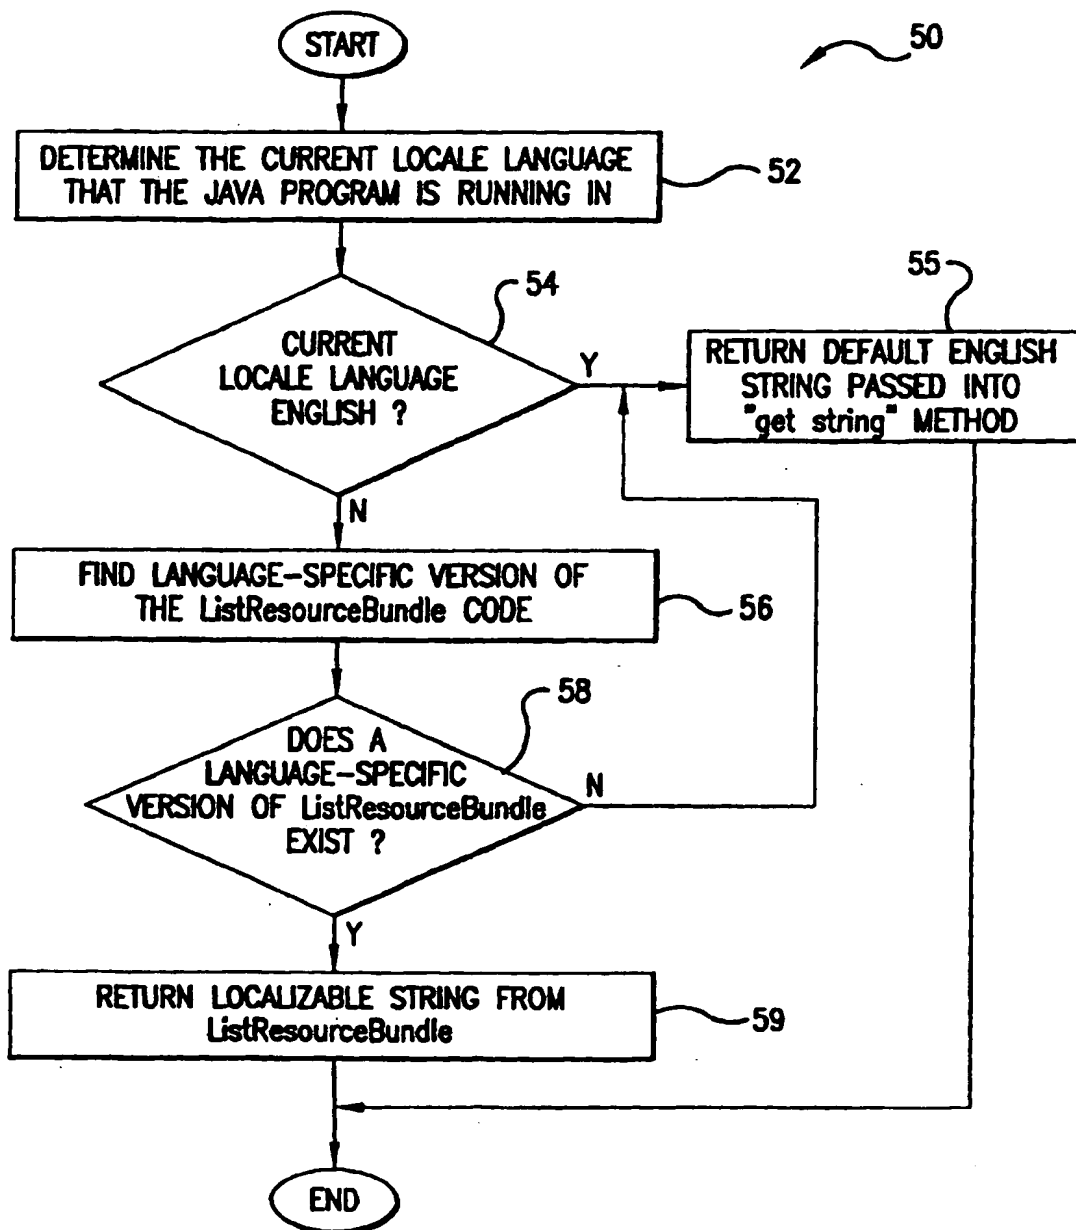 START
50
DETERMINE THE CURRENT LOCALE LANGUAGE
THAT THE JAVA PROGRAM IS RUNNING IN
52
54
CURRENT
LOCALE LANGUAGE
ENGLISH ?
Y
55
RETURN DEFAULT ENGLISH
STRING PASSED INTO
"get string" METHOD
N
FIND LANGUAGE-SPECIFIC VERSION OF
THE ListResourceBundle CODE
56
58
DOES A
LANGUAGE-SPECIFIC
VERSION OF ListResourceBundle
EXIST ?
N
Y
RETURN LOCALIZABLE STRING FROM
ListResourceBundle
59
END